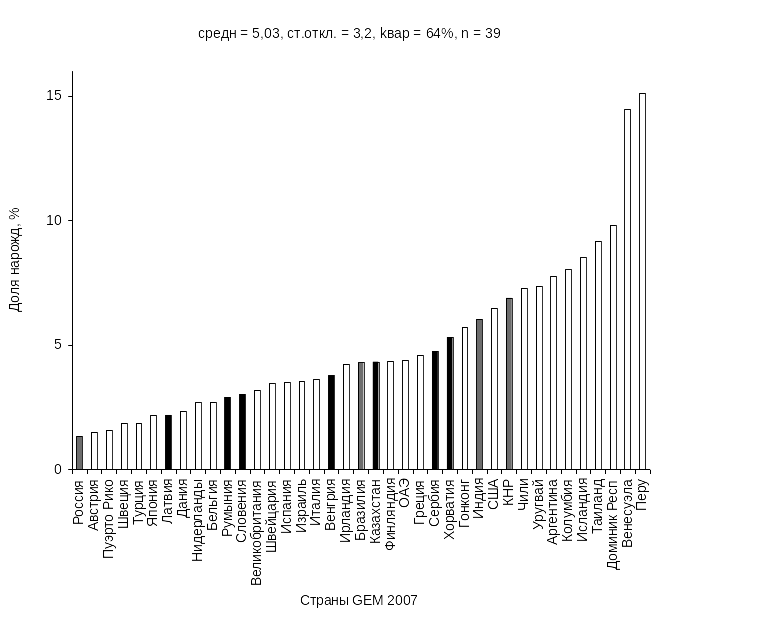 средн = 5,03, ст.откл. = 3,2, kвар = 64%, n = 39
15
10
5
0
Доля нарожд, %
Россия
Австрия
Пуэрто Рико
Швеция
Турция
Япония
Латвия
Дания
Нидерланды
Бельгия
Румыния
Словения
Великобритания
Швейцария
Испания
Израиль
Италия
Венгрия
Ирландия
Бразилия
Казахстан
Финляндия
ОАЭ
Греция
Сербия
Хорватия
Гонконг
Индия
США
КНР
Чили
Уругвай
Аргентина
Колумбия
Исландия
Таиланд
Доминик Респ
Венесуэла
Перу
Страны GEM 2007